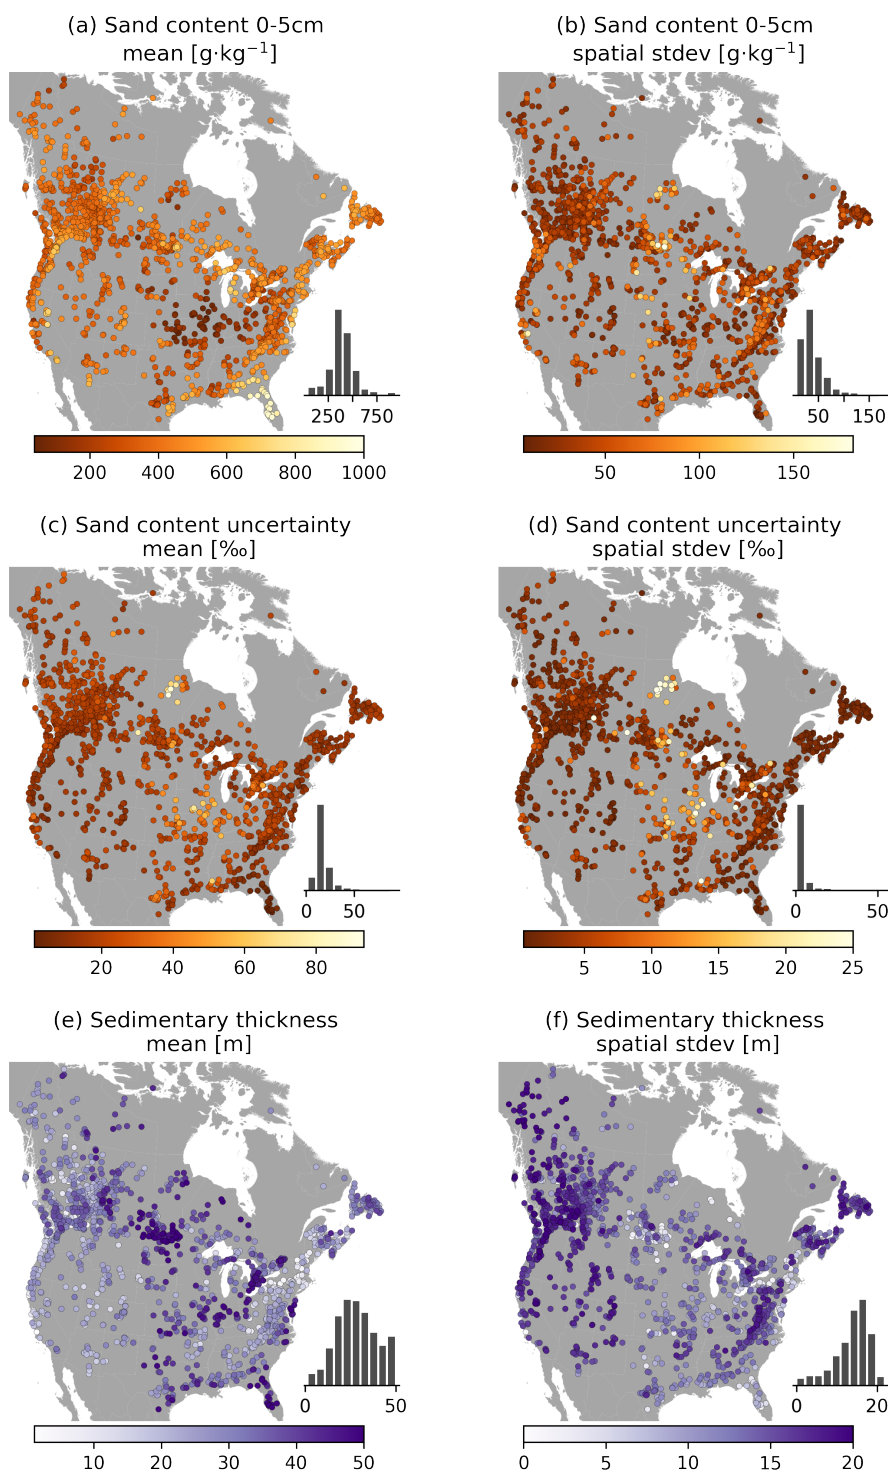 (a) Sand content 0-5cm
mean [g·kg⁻¹]
(b) Sand content 0-5cm
spatial stdev [g·kg⁻¹]
250 750
50 150
200 400 600 800 1000
50 100 150
(c) Sand content uncertainty
mean [‰]
(d) Sand content uncertainty
spatial stdev [‰]
0 50
0 50
20 40 60 80
5 10 15 20 25
(e) Sedimentary thickness
mean [m]
(f) Sedimentary thickness
spatial stdev [m]
0 50
0 20
10 20 30 40 50
0 5 10 15 20